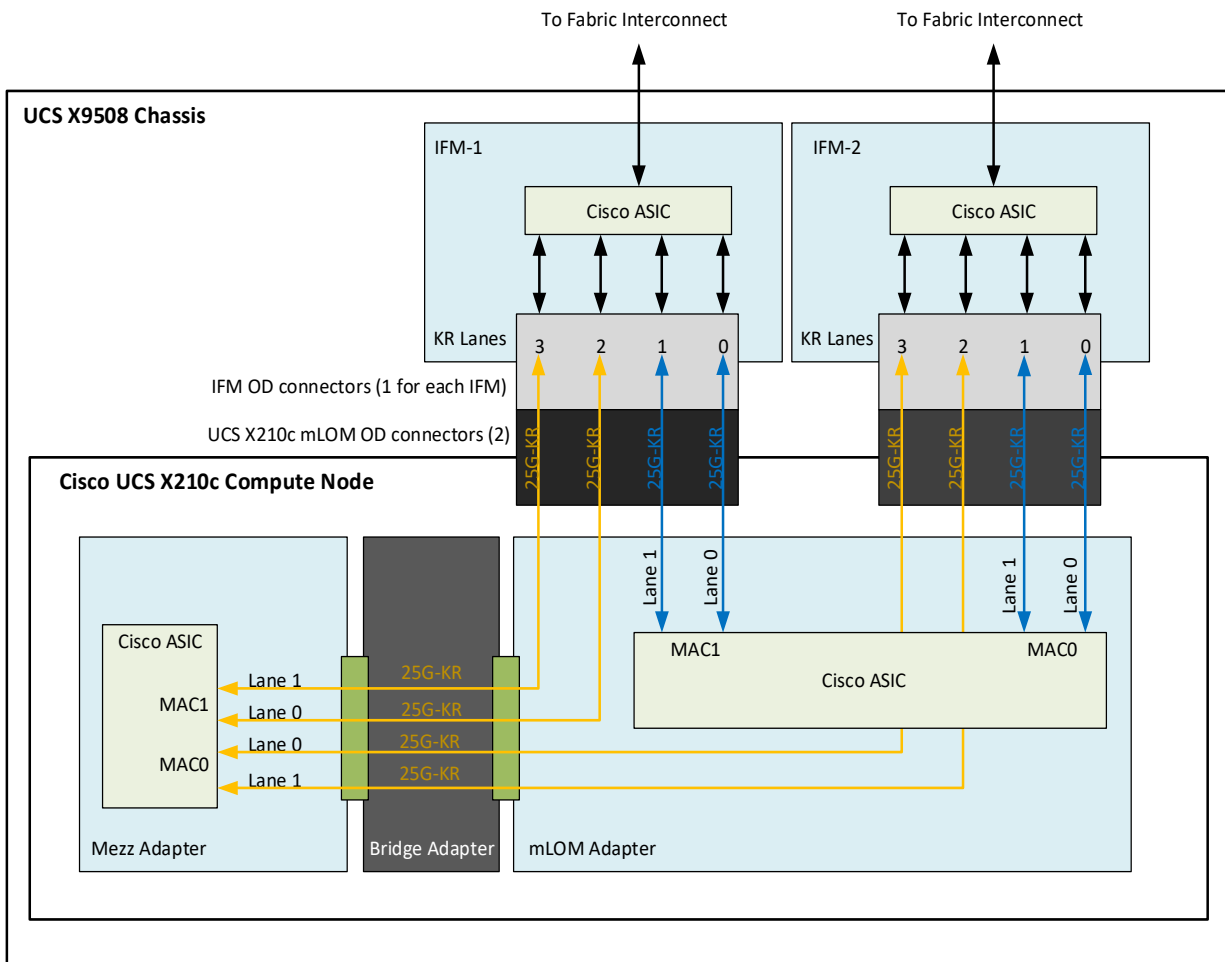 To Fabric Interconnect
To Fabric Interconnect
UCS X9508 Chassis
IFM-1
IFM-2
Cisco ASIC
Cisco ASIC
KR Lanes
3
2
1
0
KR Lanes
3
2
1
0
IFM OD connectors (1 for each IFM)
UCS X210c mLOM OD connectors (2)
25G-KR
25G-KR
25G-KR
25G-KR
25G-KR
25G-KR
25G-KR
25G-KR
Cisco UCS X210c Compute Node
Lane 1
Lane 0
Lane 1
Lane 0
Cisco ASIC
MAC1
MAC0
Lane 1
Lane 0
Lane 0
Lane 1
25G-KR
25G-KR
25G-KR
25G-KR
MAC1
MAC0
Cisco ASIC
Mezz Adapter
Bridge Adapter
mLOM Adapter